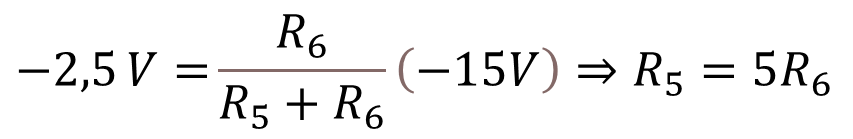 −2,5 V = R₆ / (R₅ + R₆) (−15V) ⇒ R₅ = 5R₆